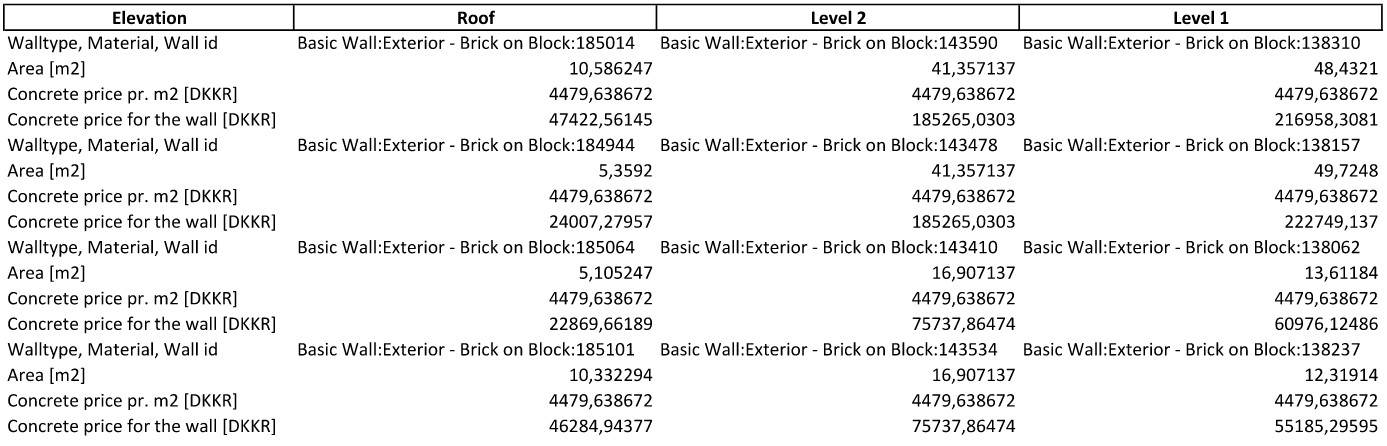 Elevation Roof Level 2 Level 1
Walltype, Material, Wall id Basic Wall:Exterior - Brick on Block:185014 Basic Wall:Exterior - Brick on Block:143590 Basic Wall:Exterior - Brick on Block:138310
Area [m2] 10,586247 41,357137 48,4321
Concrete price pr. m2 [DKKR] 4479,638672 4479,638672 4479,638672
Concrete price for the wall [DKKR] 47422,56145 185265,0303 216958,3081
Walltype, Material, Wall id Basic Wall:Exterior - Brick on Block:184944 Basic Wall:Exterior - Brick on Block:143478 Basic Wall:Exterior - Brick on Block:138157
Area [m2] 5,3592 41,357137 49,7248
Concrete price pr. m2 [DKKR] 4479,638672 4479,638672 4479,638672
Concrete price for the wall [DKKR] 24007,27957 185265,0303 222749,137
Walltype, Material, Wall id Basic Wall:Exterior - Brick on Block:185064 Basic Wall:Exterior - Brick on Block:143410 Basic Wall:Exterior - Brick on Block:138062
Area [m2] 5,105247 16,907137 13,61184
Concrete price pr. m2 [DKKR] 4479,638672 4479,638672 4479,638672
Concrete price for the wall [DKKR] 22869,66189 75737,86474 60976,12486
Walltype, Material, Wall id Basic Wall:Exterior - Brick on Block:185101 Basic Wall:Exterior - Brick on Block:143534 Basic Wall:Exterior - Brick on Block:138237
Area [m2] 10,332294 16,907137 12,31914
Concrete price pr. m2 [DKKR] 4479,638672 4479,638672 4479,638672
Concrete price for the wall [DKKR] 46284,94377 75737,86474 55185,29595